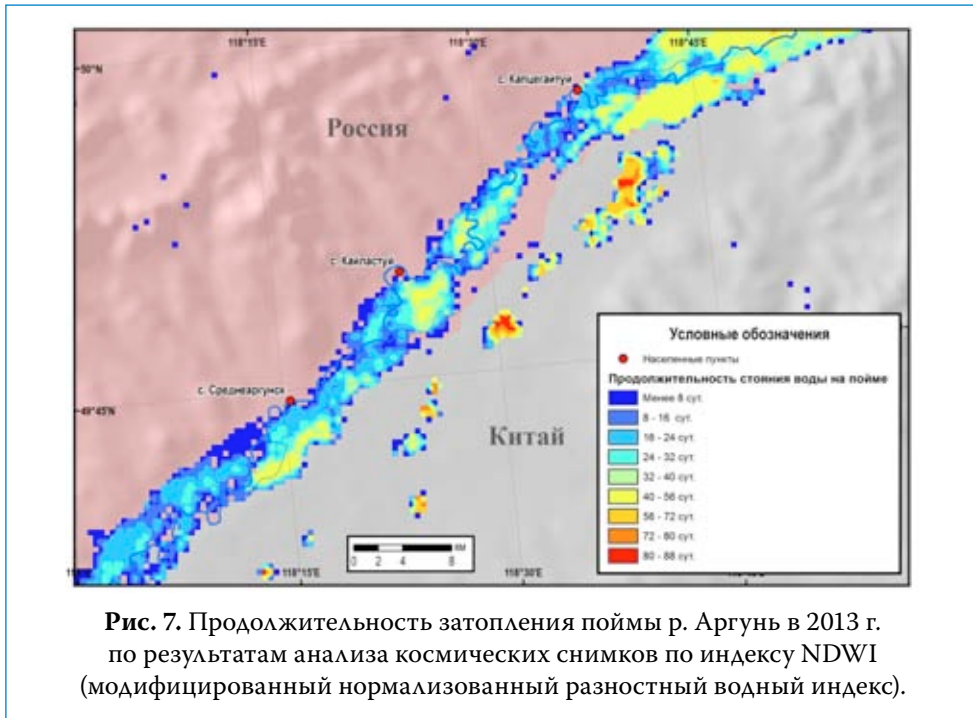 118°15'E
118°30'E
118°45'E
50°N
с. Капцегайтуй
Россия
с. Кайластуй
с. Среднеаргунск
49°45'N
Китай
Условные обозначения
Населенные пункты
Продолжительность стояния воды на пойме
Менее 8 сут.
8 - 16 сут.
16 - 24 сут.
24 - 32 сут.
32 - 40 сут.
40 - 56 сут.
56 - 72 сут.
72 - 80 сут.
80 - 88 сут.
КМ
0 2 4 8
118°15'E
118°30'E
Рис. 7. Продолжительность затопления поймы р. Аргунь в 2013 г.
по результатам анализа космических снимков по индексу NDWI
(модифицированный нормализованный разностный водный индекс).